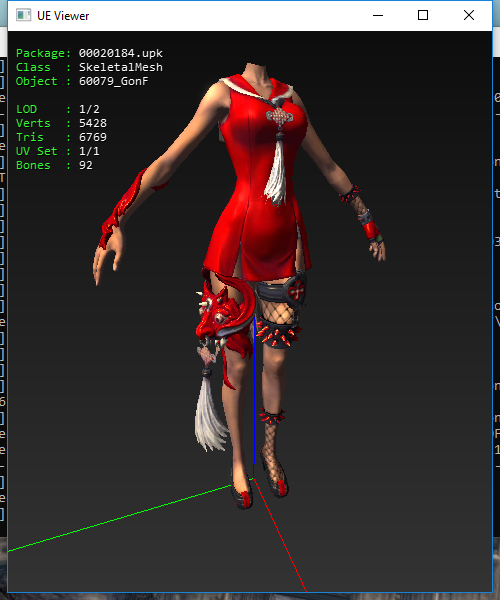 UE Viewer
Package: 00020184.upk
Class : SkeletalMesh
Object : 60079_GonF
LOD : 1/2
Verts : 5428
Tris : 6769
UV Set : 1/1
Bones : 92